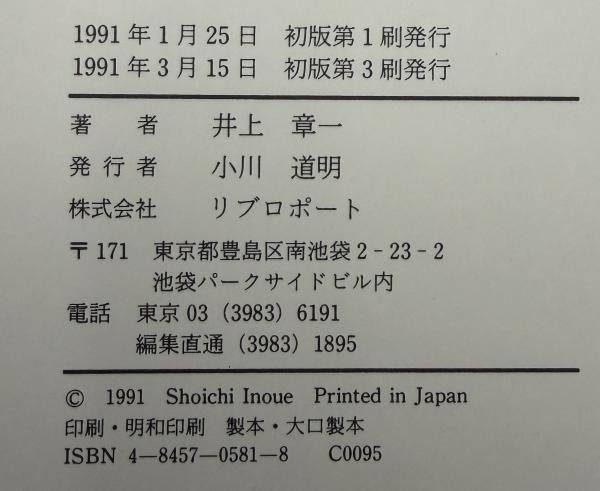 1991年1月25日　初版第1刷発行
1991年3月15日　初版第3刷発行
著　者　井上　章一
発行者　小川　道明
株式会社　リブロポート
〒171　東京都豊島区南池袋2-23-2
池袋パークサイドビル内
電話　東京03（3983）6191
編集直通（3983）1895
© 1991　Shoichi Inoue　Printed in Japan
印刷・明和印刷　製本・大口製本
ISBN 4—8457—0581—8　C0095